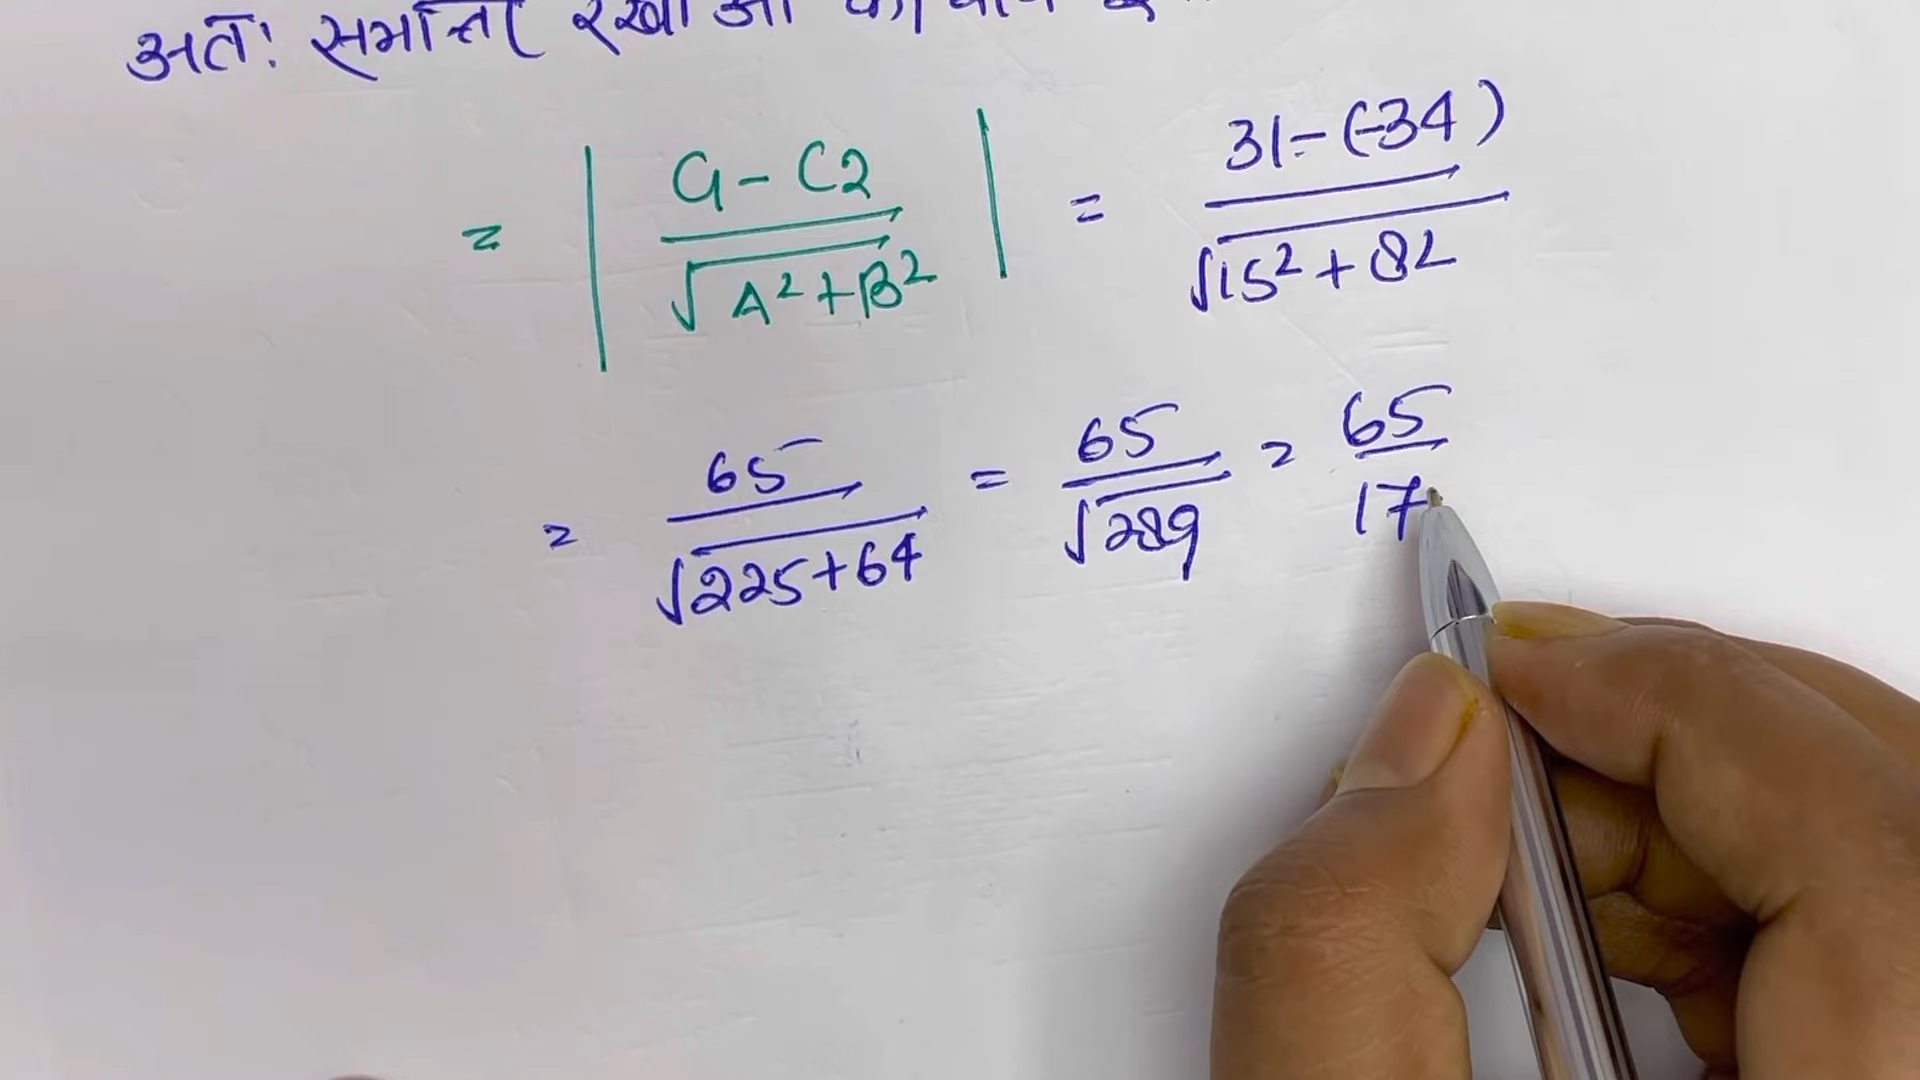 अतः समान्तर रेखाओं
= | C1 - C2 / √A² + B² | = 31 - (-34) / √15² + 82
= 65 / √225 + 64 = 65 / √289 = 65 / 17